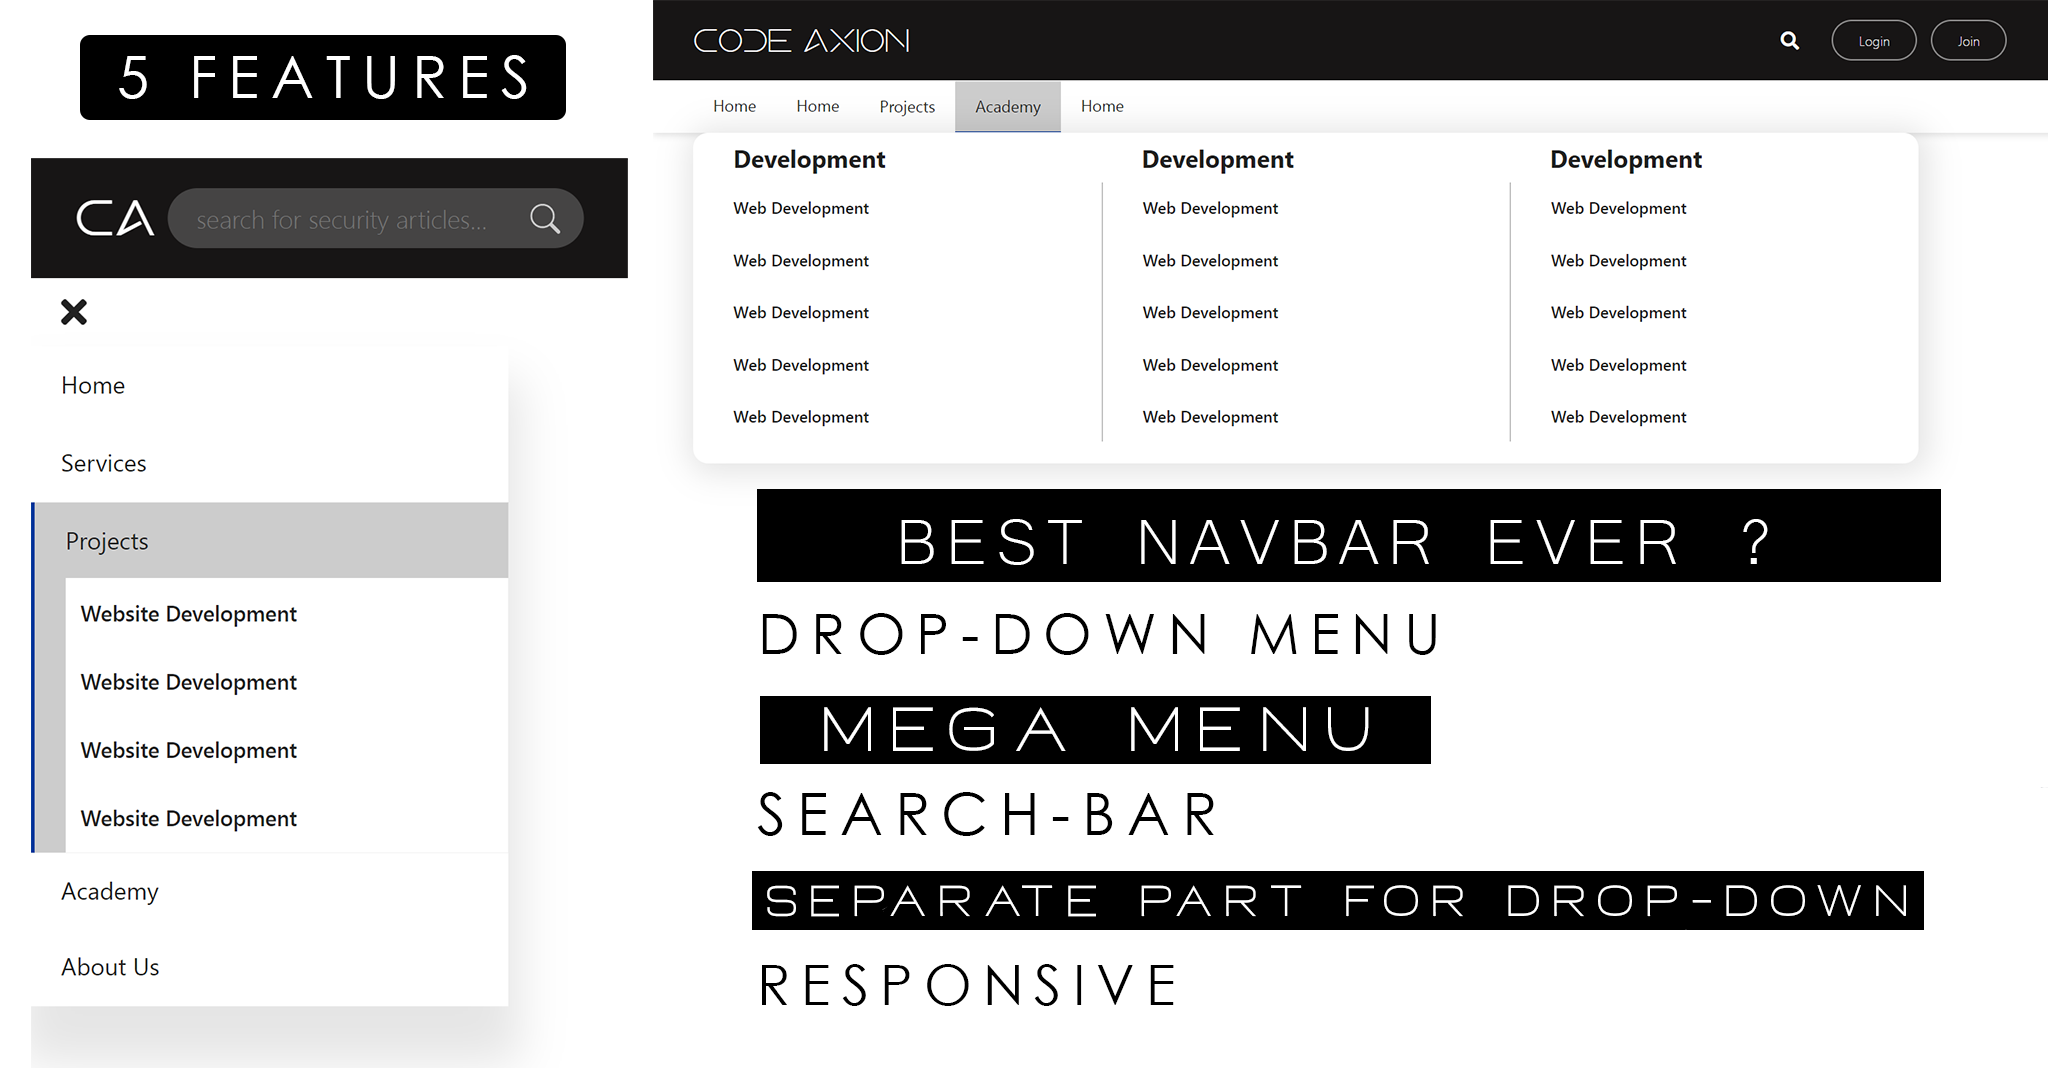 5 FEATURES
CA search for security articles...
Home
Services
Projects
Website Development
Website Development
Website Development
Website Development
Academy
About Us
CODE AXION Login Join
Home Home Projects Academy Home
Development Development Development
Web Development Web Development Web Development
Web Development Web Development Web Development
Web Development Web Development Web Development
Web Development Web Development Web Development
Web Development Web Development Web Development
BEST NAVBAR EVER ?
DROP-DOWN MENU
MEGA MENU
SEARCH-BAR
SEPARATE PART FOR DROP-DOWN
RESPONSIVE